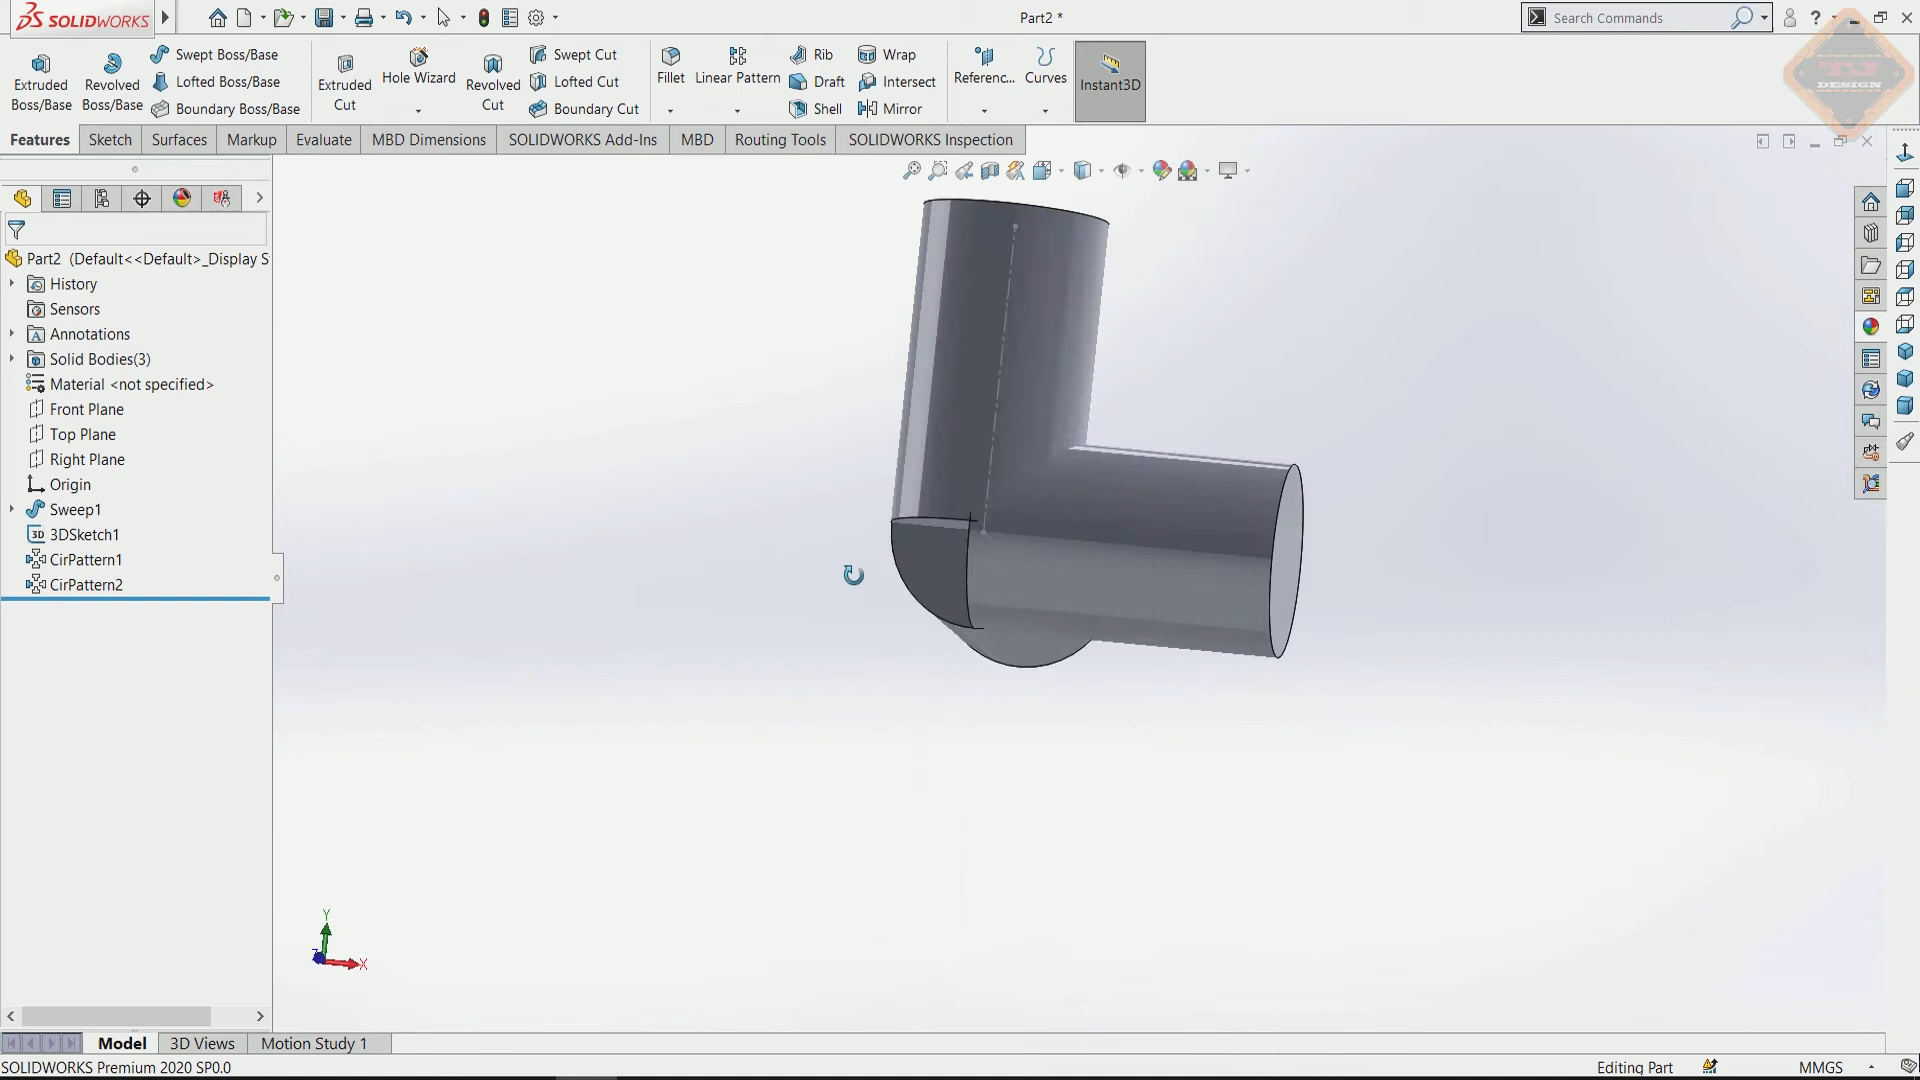 SOLIDWORKS
Part2 *
Search Commands
Extruded Boss/Base
Revolved Boss/Base
Swept Boss/Base
Lofted Boss/Base
Boundary Boss/Base
Extruded Cut
Hole Wizard
Revolved Cut
Swept Cut
Lofted Cut
Boundary Cut
Fillet
Linear Pattern
Rib
Draft
Shell
Wrap
Intersect
Mirror
Referenc...
Curves
Instant3D
TJ
DESIGN
Features
Sketch
Surfaces
Markup
Evaluate
MBD Dimensions
SOLIDWORKS Add-Ins
MBD
Routing Tools
SOLIDWORKS Inspection
Part2 (Default<<Default>_Display S
History
Sensors
Annotations
Solid Bodies(3)
Material <not specified>
Front Plane
Top Plane
Right Plane
Origin
Sweep1
3D 3DSketch1
CirPattern1
CirPattern2
Y
Z
X
Model
3D Views
Motion Study 1
SOLIDWORKS Premium 2020 SP0.0
Editing Part
MMGS